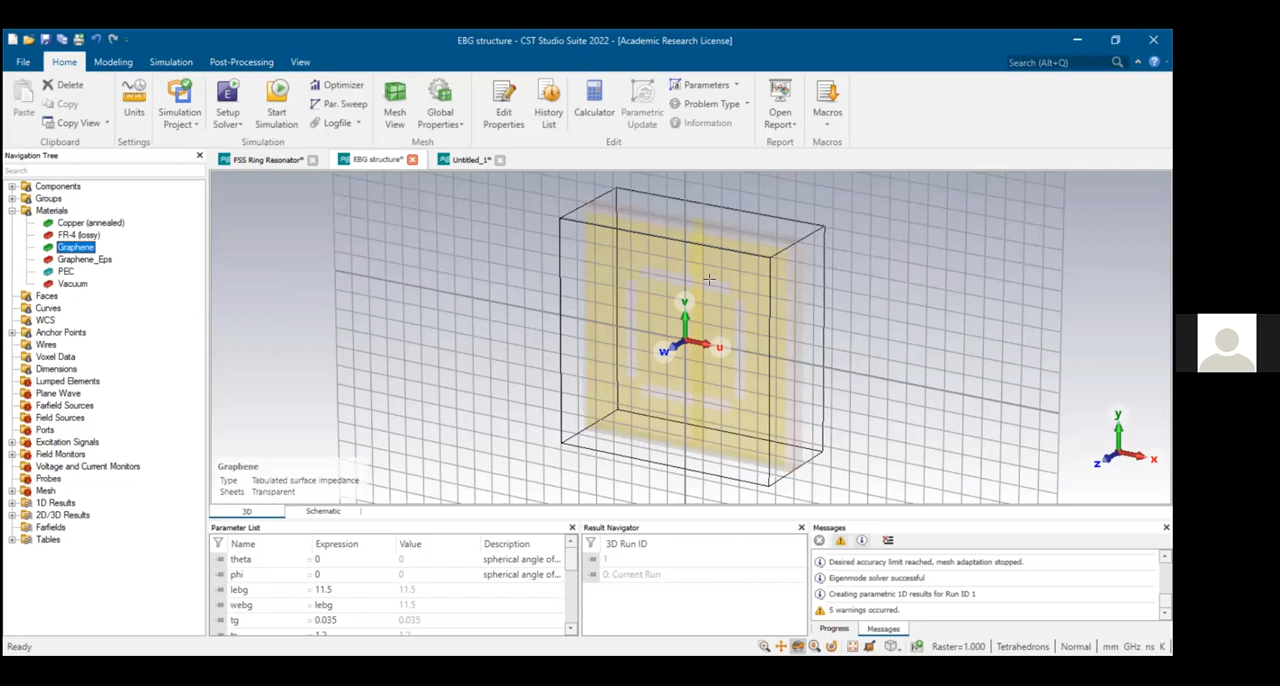 EBG structure - CST Studio Suite 2022 - [Academic Research License]
File Home Modeling Simulation Post-Processing View Search (Alt+Q)
Paste Delete Copy Copy View Clipboard
Units Settings
Simulation Project Setup Solver Start Simulation Optimizer Par. Sweep Logfile Simulation
Mesh View Global Properties Mesh
Edit Properties History List Calculator Parametric Update Parameters Problem Type Information Edit
Open Report Report
Macros Macros
Navigation Tree
Search
FSS Ring Resonator* EBG structure* Untitled_1*
Components
Groups
Materials
Copper (annealed)
FR-4 (lossy)
Graphene
Graphene_Eps
PEC
Vacuum
Faces
Curves
WCS
Anchor Points
Wires
Voxel Data
Dimensions
Lumped Elements
Plane Wave
Farfield Sources
Field Sources
Ports
Excitation Signals
Field Monitors
Voltage and Current Monitors
Probes
Mesh
1D Results
2D/3D Results
Farfields
Tables
v
u
w
y
x
z
Graphene
Type Tabulated surface impedance
Sheets Transparent
3D Schematic
Parameter List
Name Expression Value Description
theta = 0 0 spherical angle of...
phi = 0 0 spherical angle of...
lebg = 11.5 11.5
webg = lebg 11.5
tg = 0.035 0.035
Result Navigator
3D Run ID
1
0: Current Run
Messages
Desired accuracy limit reached, mesh adaptation stopped.
Eigenmode solver successful
Creating parametric 1D results for Run ID 1
5 warnings occurred.
Progress Messages
Ready Raster=1.000 Tetrahedrons Normal mm GHz ns K